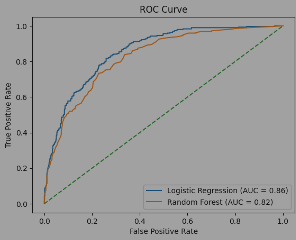 ROC Curve
1.0
0.8
0.6
0.4
0.2
0.0
True Positive Rate
Logistic Regression (AUC = 0.86)
Random Forest (AUC = 0.82)
0.0 0.2 0.4 0.6 0.8 1.0
False Positive Rate